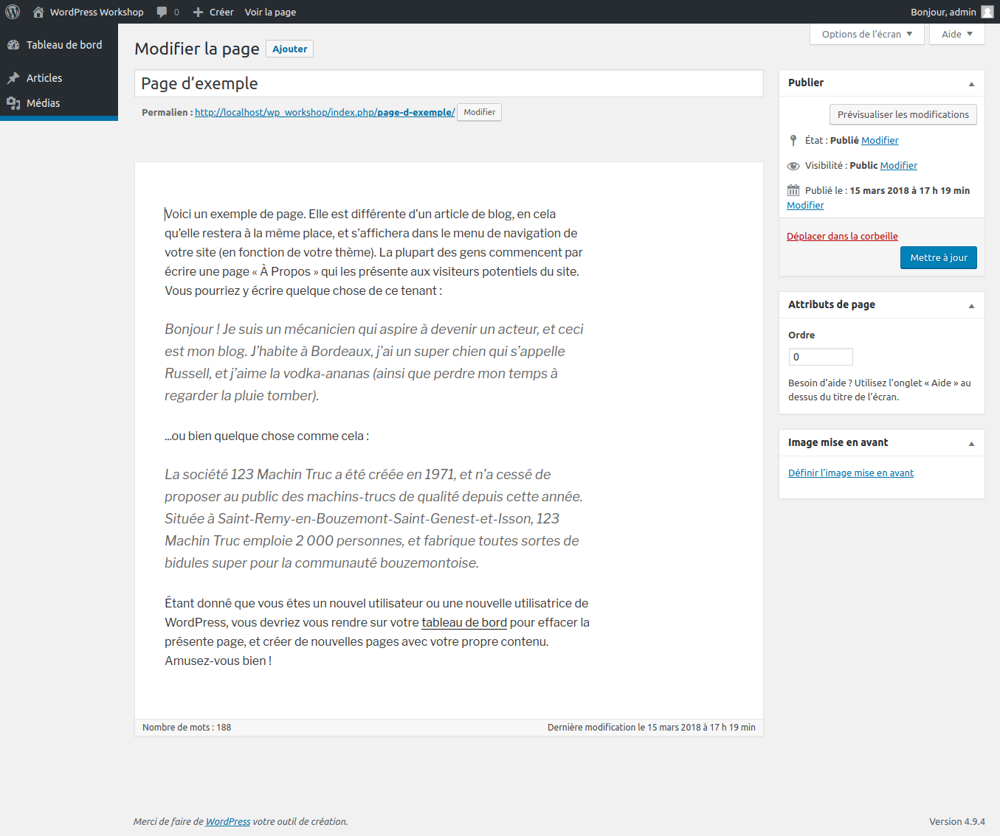 WordPress Workshop 0 Créer Voir la page Bonjour, admin
Tableau de bord
Articles
Médias
Options de l’écran Aide
Modifier la page Ajouter
Page d’exemple
Permalien : http://localhost/wp_workshop/index.php/page-d-exemple/ Modifier
Voici un exemple de page. Elle est différente d’un article de blog, en cela
qu’elle restera à la même place, et s’affichera dans le menu de navigation de
votre site (en fonction de votre thème). La plupart des gens commencent par
écrire une page « À Propos » qui les présente aux visiteurs potentiels du site.
Vous pourriez y écrire quelque chose de ce tenant :
Bonjour ! Je suis un mécanicien qui aspire à devenir un acteur, et ceci
est mon blog. J’habite à Bordeaux, j’ai un super chien qui s’appelle
Russell, et j’aime la vodka-ananas (ainsi que perdre mon temps à
regarder la pluie tomber).
...ou bien quelque chose comme cela :
La société 123 Machin Truc a été créée en 1971, et n’a cessé de
proposer au public des machins-trucs de qualité depuis cette année.
Située à Saint-Remy-en-Bouzemont-Saint-Genest-et-Isson, 123
Machin Truc emploie 2 000 personnes, et fabrique toutes sortes de
bidules super pour la communauté bouzemontoise.
Étant donné que vous êtes un nouvel utilisateur ou une nouvelle utilisatrice de
WordPress, vous devriez vous rendre sur votre tableau de bord pour effacer la
présente page, et créer de nouvelles pages avec votre propre contenu.
Amusez-vous bien !
Nombre de mots : 188 Dernière modification le 15 mars 2018 à 17 h 19 min
Publier
Prévisualiser les modifications
État : Publié Modifier
Visibilité : Public Modifier
Publié le : 15 mars 2018 à 17 h 19 min
Modifier
Déplacer dans la corbeille
Mettre à jour
Attributs de page
Ordre
0
Besoin d’aide ? Utilisez l’onglet « Aide » au
dessus du titre de l’écran.
Image mise en avant
Définir l’image mise en avant
Merci de faire de WordPress votre outil de création. Version 4.9.4